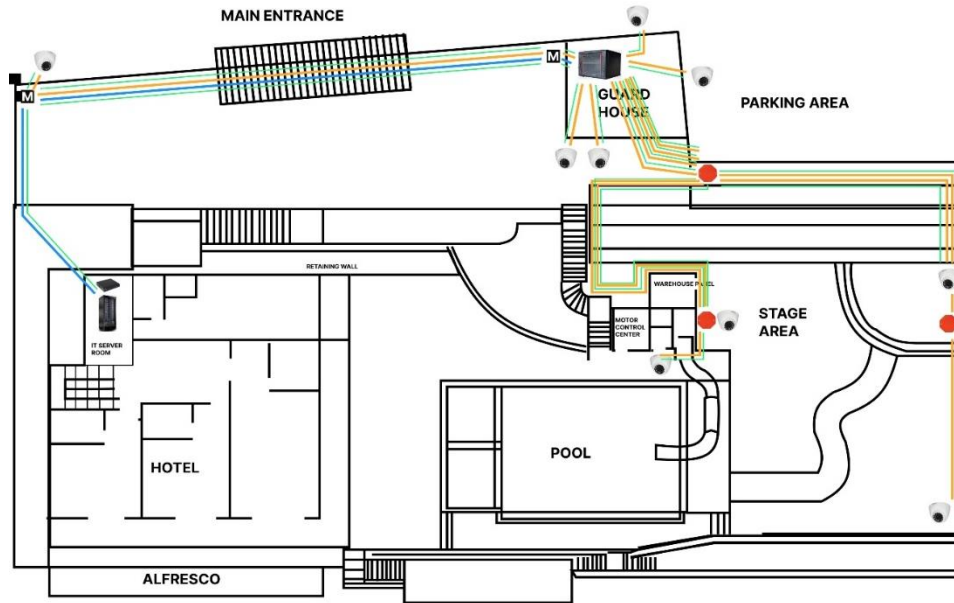 MAIN ENTRANCE
M
M
GUARD
HOUSE
PARKING AREA
RETAINING WALL
WAREHOUSE PANEL
IT SERVER
ROOM
MOTOR
CONTROL
CENTER
STAGE
AREA
HOTEL
POOL
ALFRESCO